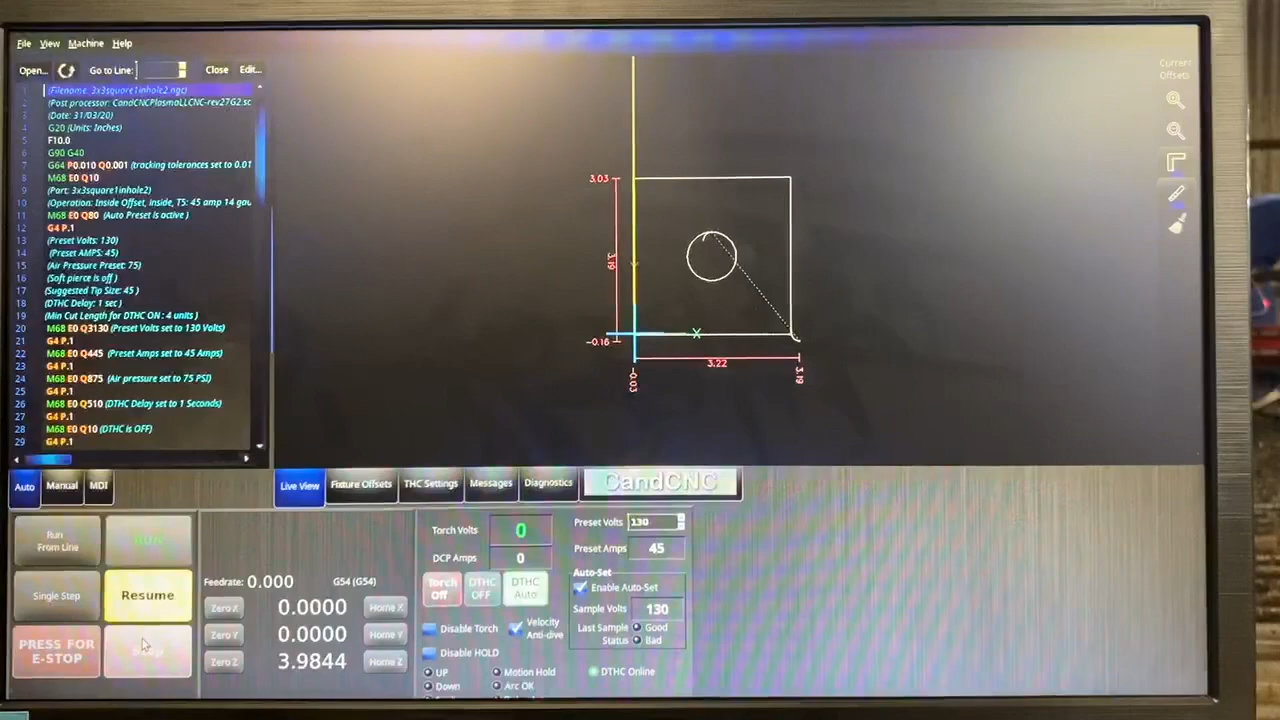 File View Machine Help
Open... Go to Line: Close Edit...
1 (Filename: 3x3square1inhole2.ngc)
2 (Post processor: CandCNCPlasmaLLCNC-rev27G2.sc
3 (Date: 31/03/20)
4 G20 (Units: Inches)
5 F10.0
6 G90 G40
7 G64 P0.010 Q0.001 (tracking tolerances set to 0.01
8 M68 E0 Q10
9 (Part: 3x3square1inhole2)
10 (Operation: Inside Offset, inside, T5: 45 amp 14 gau
11 M68 E0 Q80 (Auto Preset is active )
12 G4 P.1
13 (Preset Volts: 130)
14 (Preset AMPS: 45)
15 (Air Pressure Preset: 75)
16 (Soft pierce is off )
17 (Suggested Tip Size: 45 )
18 (DTHC Delay: 1 sec )
19 (Min Cut Length for DTHC ON : 4 units )
20 M68 E0 Q3130 (Preset Volts set to 130 Volts)
21 G4 P.1
22 M68 E0 Q445 (Preset Amps set to 45 Amps)
23 G4 P.1
24 M68 E0 Q875 (Air pressure set to 75 PSI)
25 G4 P.1
26 M68 E0 Q510 (DTHC Delay set to 1 Seconds)
27 G4 P.1
28 M68 E0 Q10 (DTHC is OFF)
29 G4 P.1
Current
Offsets
3.03
3.19
-0.16
X
3.22
-0.03
3.19
Auto Manual MDI
Live View Fixture Offsets THC Settings Messages Diagnostics CandCNC
Run
From Line
RUN
Single Step
Resume
PRESS FOR
E-STOP
Feedrate: 0.000 G54 (G54)
Zero X 0.0000 Home X
Zero Y 0.0000 Home Y
Zero Z 3.9844 Home Z
Torch Volts 0
DCP Amps 0
Torch
Off
DTHC
OFF
DTHC
Auto
Disable Torch
Velocity
Anti-dive
Disable HOLD
UP Motion Hold
Down Arc OK
Preset Volts 130
Preset Amps 45
Auto-Set
Enable Auto-Set
Sample Volts 130
Last Sample Good
Status Bad
DTHC Online